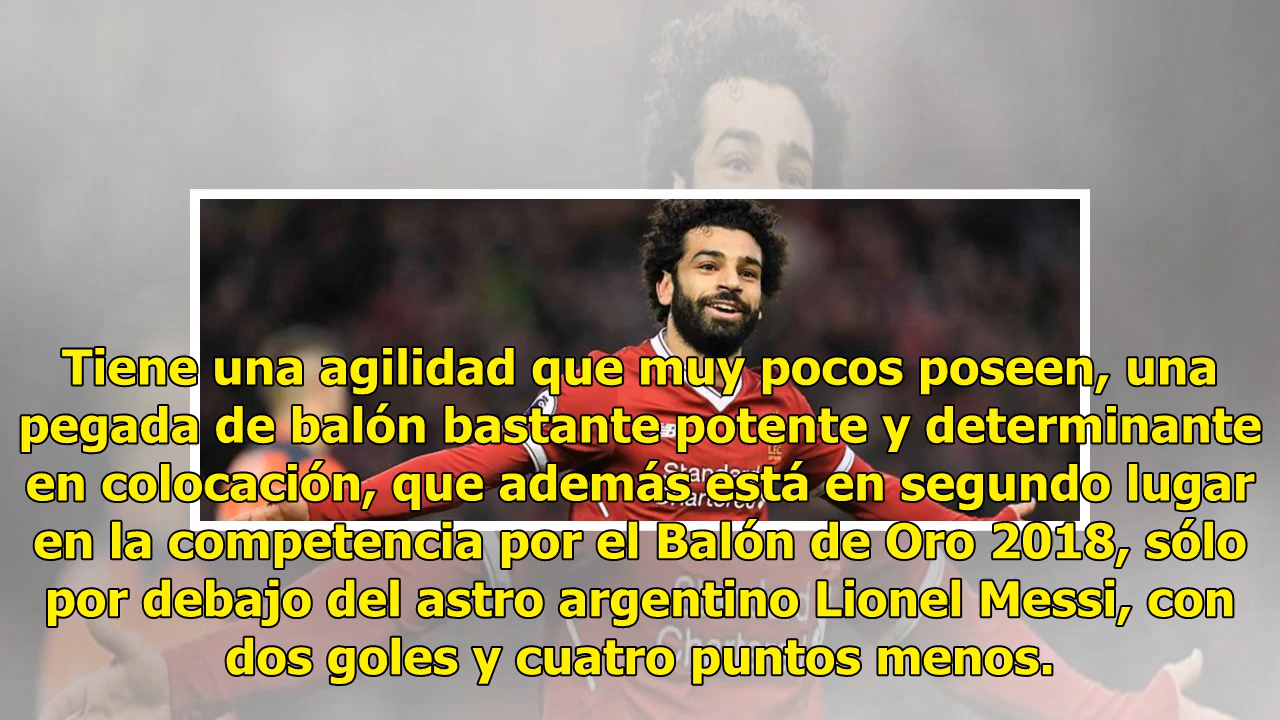 Tiene una agilidad que muy pocos poseen, una
pegada de balón bastante potente y determinante
en colocación, que además está en segundo lugar
en la competencia por el Balón de Oro 2018, sólo
por debajo del astro argentino Lionel Messi, con
dos goles y cuatro puntos menos.
Standard
Chartered